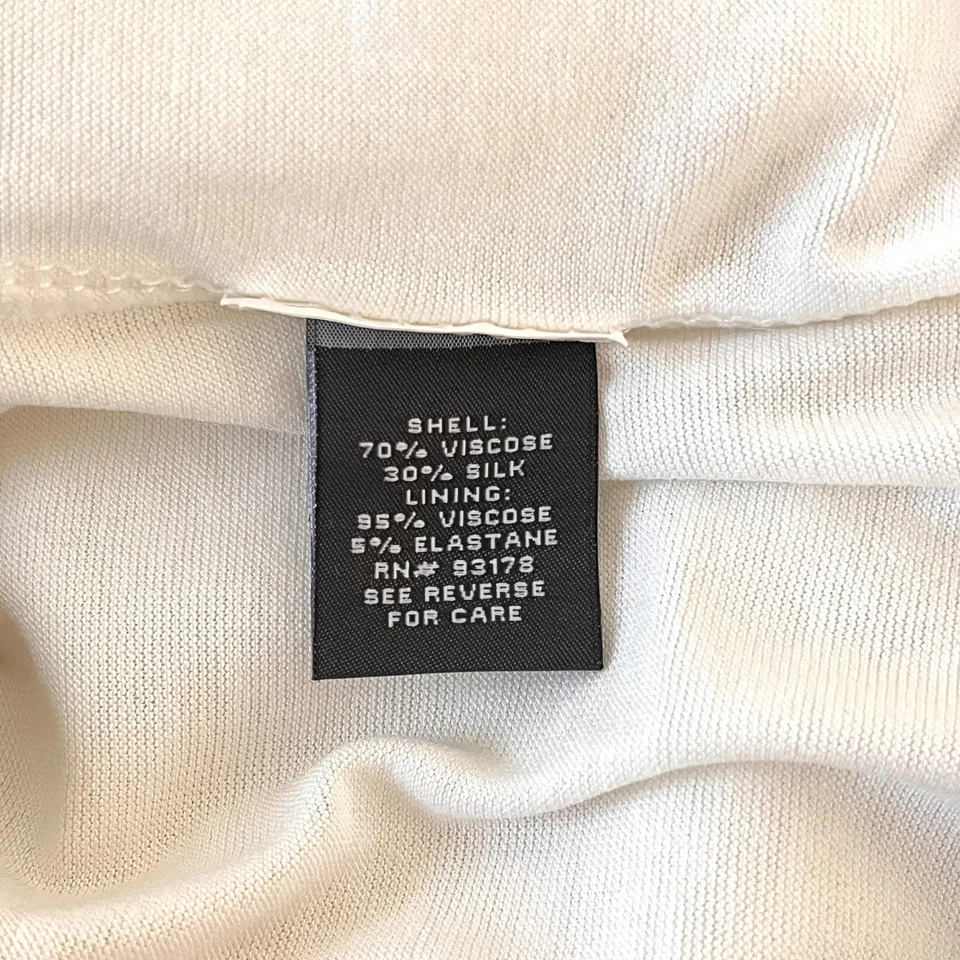 SHELL:
70% VISCOSE
30% SILK
LINING:
95% VISCOSE
5% ELASTANE
RN# 93178
SEE REVERSE
FOR CARE